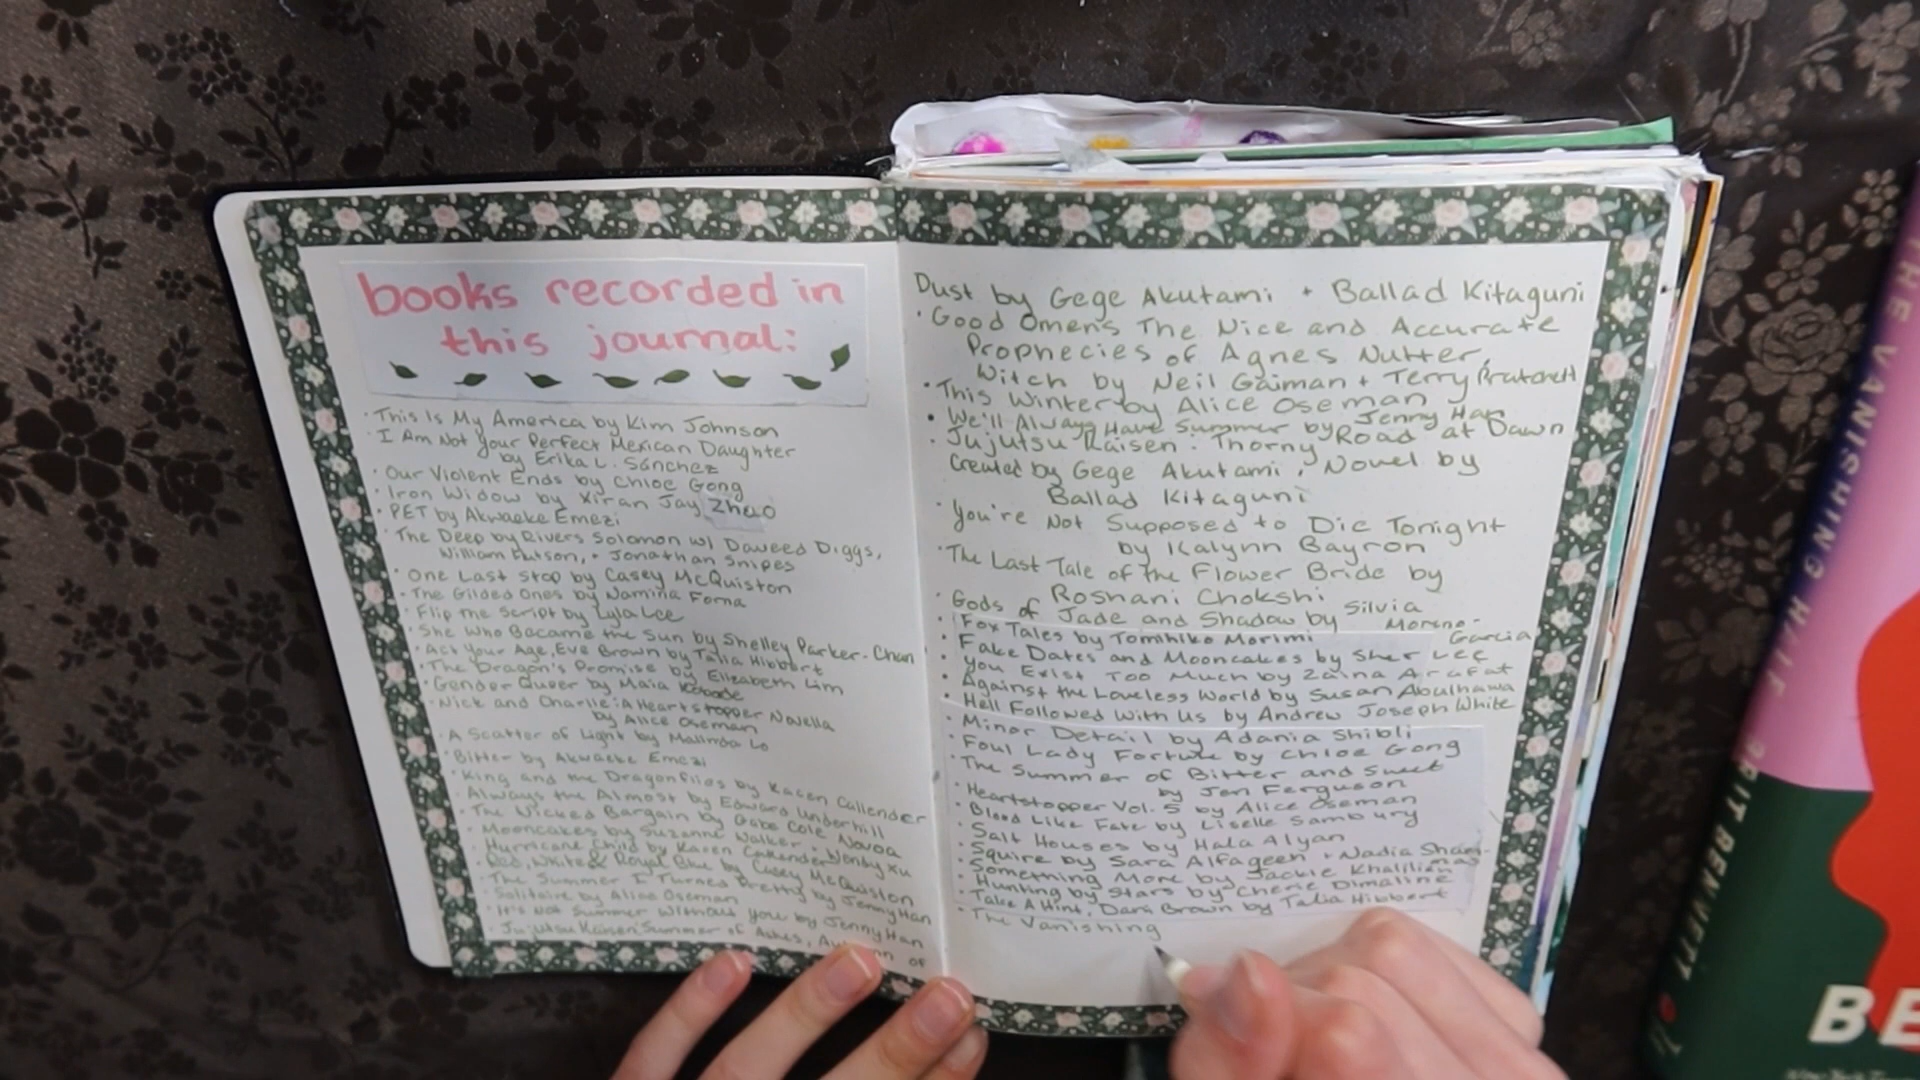 books recorded in
this journal:
· This Is My America by Kim Johnson
· I Am Not Your Perfect Mexican Daughter
by Erika L. Sánchez
· Our Violent Ends by Chloe Gong
· Iron Widow by Xiran Jay Zhao
· PET by Akwaeke Emezi
· The Deep by Rivers Solomon w/ Daveed Diggs,
William Hutson, + Jonathan Snipes
· One Last Stop by Casey McQuiston
· The Gilded Ones by Namina Forna
· Flip the Script by Lyla Lee
· She Who Became the Sun by Shelley Parker-Chan
· Act Your Age, Eve Brown by Talia Hibbert
· The Dragon's Promise by Elizabeth Lim
· Gender Queer by Maia Kobabe
· Nick and Charlie: A Heartstopper Novella
by Alice Oseman
· A Scatter of Light by Malinda Lo
· Bitter by Akwaeke Emezi
· King and the Dragonflies by Kacen Callender
· Always the Almost by Edward Underhill
· The Wicked Bargain by Gabe Cole Novoa
· Mooncakes by Suzanne Walker + Wendy Xu
· Hurricane Child by Kacen Callender
· Red, White & Royal Blue by Casey McQuiston
· The Summer I Turned Pretty by Jenny Han
· Solitaire by Alice Oseman
· It's Not Summer Without You by Jenny Han
· Jujutsu Kaisen Summer of Ashes, Autumn of
Dust by Gege Akutami + Ballad Kitaguni
· Good Omens The Nice and Accurate
Prophecies of Agnes Nutter,
Witch by Neil Gaiman + Terry Pratchett
· This Winter by Alice Oseman
· We'll Always Have Summer by Jenny Han
· Jujutsu Kaisen: Thorny Road at Dawn
Created by Gege Akutami, Novel by
Ballad Kitaguni
· You're Not Supposed to Die Tonight
by Kalynn Bayron
· The Last Tale of the Flower Bride by
Roshani Chokshi
· Gods of Jade and Shadow by Silvia
Moreno-
Garcia
· Fox Tales by Tomihiko Morimi
· Fake Dates and Mooncakes by Sher Lee
· You Exist Too Much by Zaina Arafat
· Against the Loveless World by Susan Abulhawa
· Hell Followed With Us by Andrew Joseph White
· Minor Detail by Adania Shibli
· Foul Lady Fortune by Chloe Gong
· The Summer of Bitter and Sweet
by Jen Ferguson
· Heartstopper Vol. 5 by Alice Oseman
· Blood Like Fate by Liselle Sambury
· Salt Houses by Hala Alyan
· Squire by Sara Alfageeh + Nadia Sham-
mas
· Something More by Jackie Khalilieh
· Hunting by Stars by Cherie Dimaline
· Take A Hint, Dani Brown by Talia Hibbert
· The Vanishing
THE VANISHING HALF
BRIT BENNETT
BE